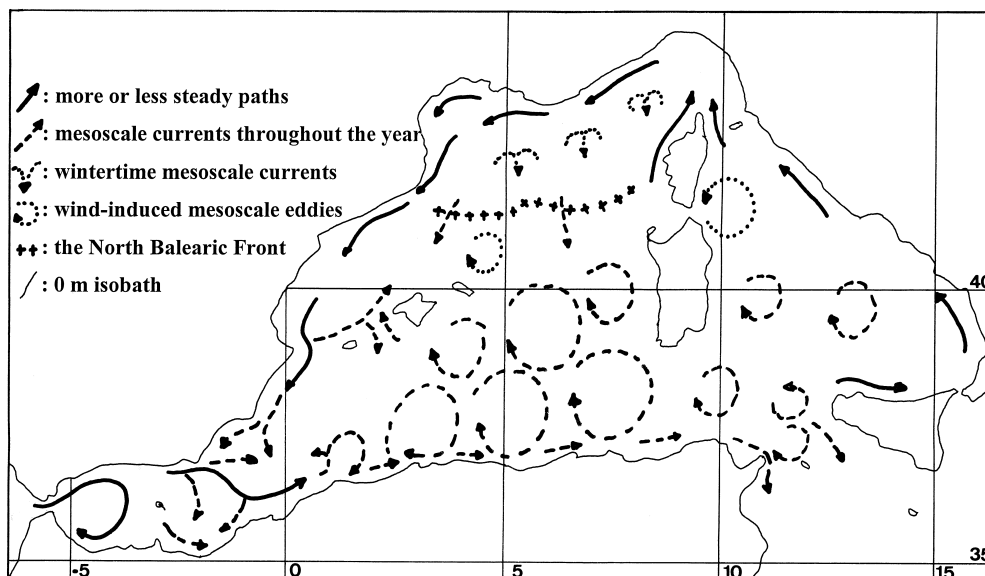 : more or less steady paths
: mesoscale currents throughout the year
: wintertime mesoscale currents
: wind-induced mesoscale eddies
: the North Balearic Front
: 0 m isobath
40
35
-5 0 5 10 15